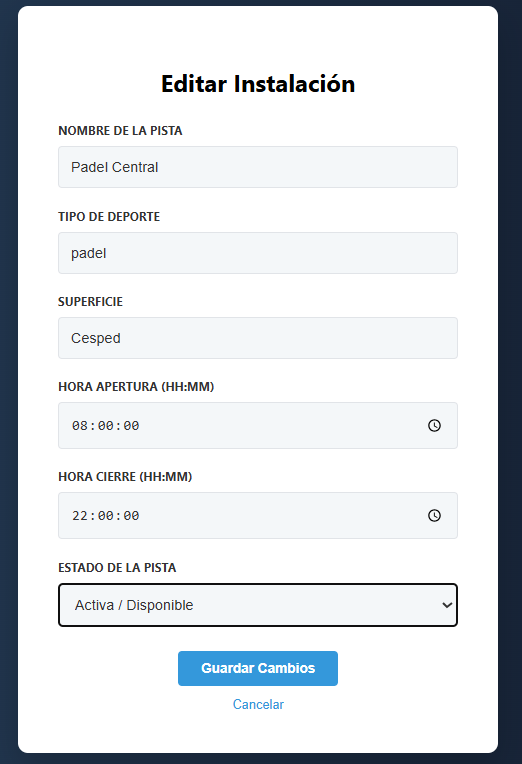 Editar Instalación
NOMBRE DE LA PISTA
Padel Central
TIPO DE DEPORTE
padel
SUPERFICIE
Cesped
HORA APERTURA (HH:MM)
08:00:00
HORA CIERRE (HH:MM)
22:00:00
ESTADO DE LA PISTA
Activa / Disponible
Guardar Cambios
Cancelar